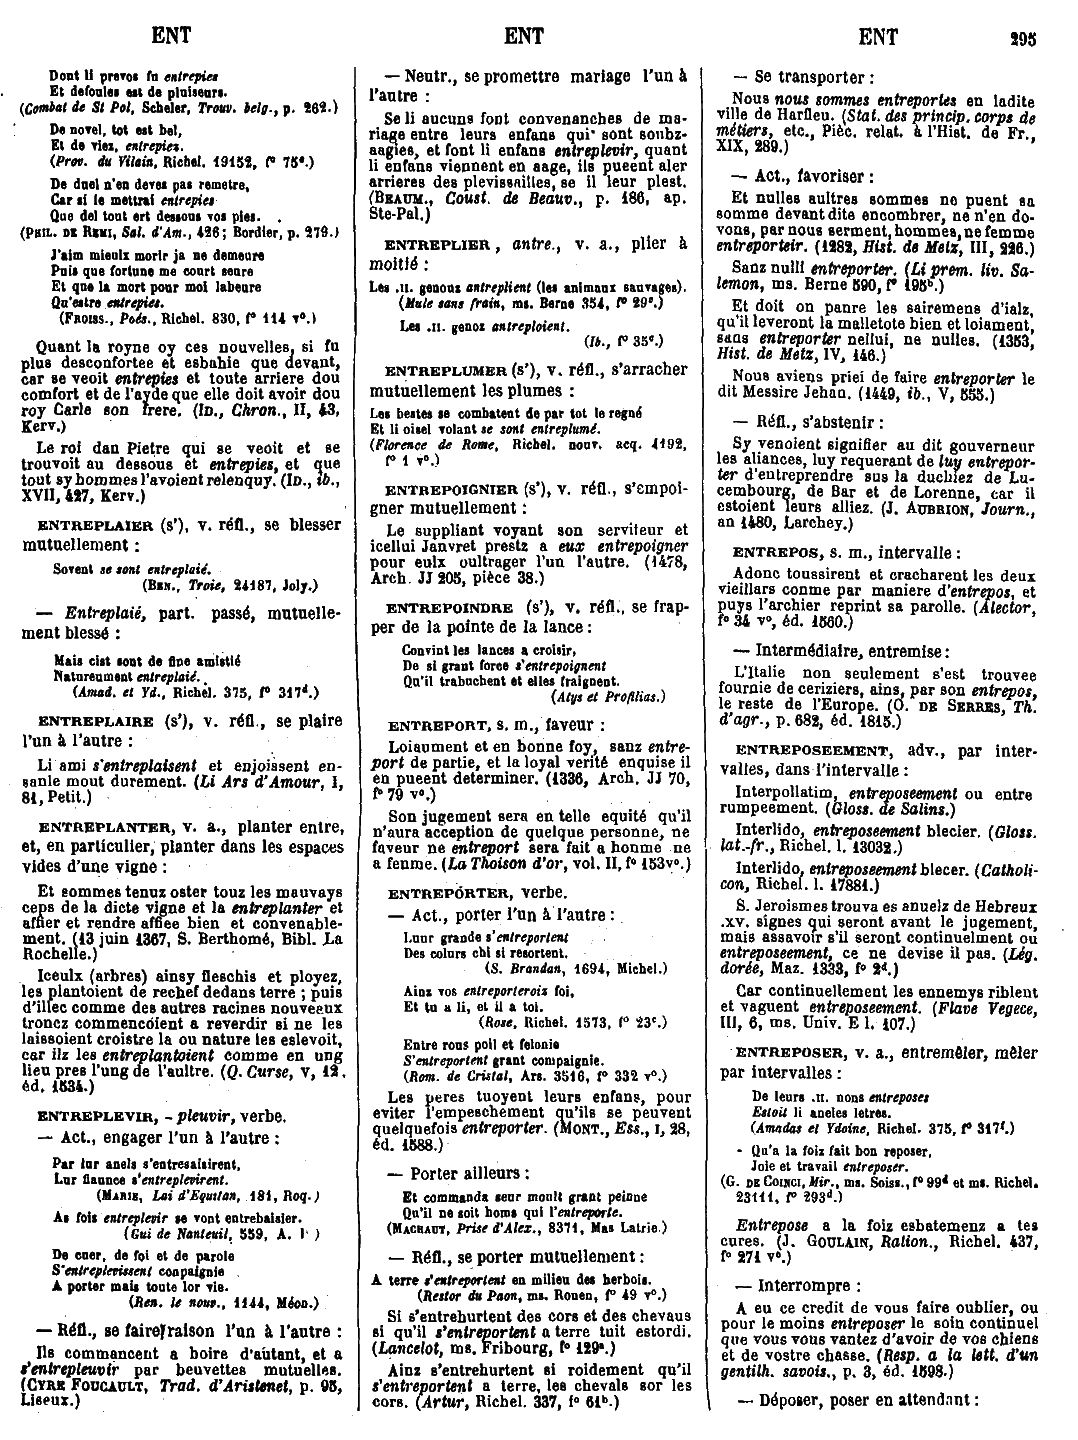 ENT
ENT
ENT 295
Dont li prevos fu entrepies
Et defoules est de pluiseurs.
(Combat de St Pol, Scheler, Trouv. belg., p. 262.)
De novel, tot est bel,
Et de viez, entrepiez.
(Prov. du Vilain, Richel. 19152, f° 75e.)
De duel n'en deves pas remetre,
Car si le mettrai entrepies
Que del tout ert dessous vos pies.
(PHIL. DE REMI, Sal. d'Am., 426; Bordier, p. 279.)
J'aim mieulz morir ja ne demeure
Puis que fortune me court seure
Et que la mort pour moi labeure
Qu'estre entrepies.
(FROISS., Poés., Richel. 830, f° 114 v°.)
Quant la royne oy ces nouvelles, si fu
plus desconfortee et esbahie que devant,
car se veoit entrepies et toute arriere dou
comfort et de l'ayde que elle doit avoir dou
roy Carle son frere. (ID., Chron., II, 43,
Kerv.)
Le roi dan Pietre qui se veoit et se
trouvoit au dessous et entrepies, et que
tout sy hommes l'avoient relenquy. (ID., ib.,
XVII, 427, Kerv.)
ENTREPLAIER (s'), v. réfl., se blesser
mutuellement :
Sovent se sont entreplaié.
(BEN., Troie, 24187, Joly.)
— Entreplaié, part. passé, mutuelle-
ment blessé :
Mais cist sont de fine amistié
Natureument entreplaié.
(Amad. et Yd., Richel. 375, f° 317d.)
ENTREPLAIRE (s'), v. réfl., se plaire
l'un à l'autre :
Li ami s'entreplaisent et enjoissent en-
sanle mout durement. (Li Ars d'Amour, I,
81, Petit.)
ENTREPLANTER, v. a., planter entre,
et, en particulier, planter dans les espaces
vides d'une vigne :
Et sommes tenuz oster touz les mauvays
ceps de la dicte vigne et la entreplanter et
affier et rendre affiee bien et convenable-
ment. (13 juin 1367, S. Berthomé, Bibl. La
Rochelle.)
Iceulx (arbres) ainsy fleschis et ployez,
les plantoient de rechef dedans terre ; puis
d'illec comme des autres racines nouveaux
troncz commencoient a reverdir si ne les
laissoient croistre la ou nature les eslevoit,
car ilz les entreplantoient comme en ung
lieu pres l'ung de l'aultre. (Q. Curse, V, 12,
éd. 1534.)
ENTREPLEVIR, - pleuvir, verbe.
— Act., engager l'un à l'autre :
Par lur anels s'entresaisirent,
Lur fiaunce s'entreplevirent.
(MARIE, Lai d'Equitan, 181, Roq.)
As fois entreplevir se vont entrebaisier.
(Gui de Nanteuil, 559, A. P.)
De cuer, de foi et de parole
S'entreplevissent conpaignie
A porter mais toute lor vie.
(Ren. le nouv., 1144, Méon.)
— Réfl., se faire raison l'un à l'autre :
Ils commencent a boire d'autant, et a
s'entrepleuvir par beuvettes mutuelles.
(CYRE FOUCAULT, Trad. d'Aristenet, p. 95,
Liseux.)
— Neutr., se promettre mariage l'un à
l'autre :
Se li aucuns font convenanches de ma-
riage entre leurs enfans qui sont soubz-
aagies, et font li enfans entreplevir, quant
li enfans viennent en aage, ils pueent aler
arrieres des plevissailles, se il leur plest.
(BEAUM., Coust. de Beauv., p. 186, ap.
Ste-Pal.)
ENTREPLIER, antre., v. a., plier à
moitié :
Les .II. genouz antreplient (les animaux sauvages).
(Mule sans frain, ms. Berne 354, f° 29e.)
Les .II. genoz antreploient.
(Ib., f° 35e.)
ENTREPLUMER (s'), v. réfl., s'arracher
mutuellement les plumes :
Les bestes se combatent de par tot le regné
Et li oisel volant se sont entreplumé.
(Florence de Rome, Richel. nouv. acq. 4192,
f° 1 v°.)
ENTREPOIGNIER (s'), v. réfl., s'empoi-
gner mutuellement :
Le suppliant voyant son serviteur et
icellui Janvret prestz a eux entrepoigner
pour eulx oultrager l'un l'autre. (1478,
Arch. JJ 205, pièce 38.)
ENTREPOINDRE (s'), v. réfl., se frap-
per de la pointe de la lance :
Convint les lances a croisir,
De si grant force s'entrepoignent
Qu'il trabuchent et elles fraignent.
(Atys et Profilias.)
ENTREPORT, s. m., faveur :
Loiaument et en bonne foy, sanz entre-
port de partie, et la loyal verité enquise il
en pueent determiner. (1336, Arch. JJ 70,
f° 79 v°.)
Son jugement sera en telle equité qu'il
n'aura acception de quelque personne, ne
faveur ne entreport sera fait a homme ne
a femme. (La Thoison d'or, vol. II, f° 153v°.)
ENTREPORTER, verbe.
— Act., porter l'un à l'autre :
Luur grande s'entreportent
Des colurs chi resortent.
(S. Brandan, 1694, Michel.)
Ainz vos entreporteroiz foi,
Et tu a li, et il a toi.
(Rose, Richel. 1573, f° 23c.)
Entre rous poil et felonie
S'entreportent grant compaignie.
(Rom. de Cristal, Ars. 3516, f° 332 v°.)
Les peres tuoyent leurs enfans, pour
eviter l'empeschement qu'ils se peuvent
quelquefois entreporter. (MONT., Ess., I, 28,
éd. 1588.)
— Porter ailleurs :
Et commanda seur moult grant peinne
Qu'il ne soit homs qui l'entreporte.
(MACHAUT, Prise d'Alex., 8371, Mas Latrie.)
— Réfl., se porter mutuellement :
A terre s'entreportent en milieu des herbois.
(Restor du Paon, ms. Rouen, f° 49 v°.)
Si s'entrehurtent des cors et des chevaus
si qu'il s'entreportent a terre tuit estordi.
(Lancelot, ms. Fribourg, f° 129a.)
Ainz s'entrehurtent si roidement qu'il
s'entreportent a terre, les chevals sor les
cors. (Artur, Richel. 337, f° 61b.)
— Se transporter :
Nous nous sommes entreportes en ladite
ville de Harfleu. (Stat. des princip. corps de
métiers, etc., Pièc. relat. à l'Hist. de Fr.,
XIX, 289.)
— Act., favoriser :
Et nulles aultres sommes ne puent sa
somme devant dite encombrer, ne n'en do-
vons, par nous serment, hommes, ne femme
entreporteir. (1282, Hist. de Metz, III, 226.)
Sanz nulli entreporter. (Li prem. liv. Sa-
lemon, ms. Berne 590, f° 195b.)
Et doit on panre les sairemens d'ialz,
qu'il leveront la malletote bien et loiament,
sans entreporter nellui, ne nulles. (1353,
Hist. de Metz, IV, 146.)
Nous aviens priei de faire entreporter le
dit Messire Jehan. (1449, ib., V, 555.)
— Réfl., s'abstenir :
Sy venoient signifier au dit gouverneur
les aliances, luy requerant de luy entrepor-
ter d'entreprendre sus la duchiez de Lu-
cembourg, de Bar et de Lorenne, car il
estoient leurs alliez. (J. AUBRION, Journ.,
an 1480, Larchey.)
ENTREPOS, s. m., intervalle :
Adonc toussirent et cracharent les deux
vieillars conme par maniere d'entrepos, et
puys l'archier reprint sa parolle. (Alector,
f° 34 v°, éd. 1560.)
— Intermédiaire, entremise :
L'Italie non seulement s'est trouvee
fournie de ceriziers, ains, par son entrepos,
le reste de l'Europe. (O. DE SERRES, Th.
d'agr., p. 682, éd. 1815.)
ENTREPOSEEMENT, adv., par inter-
valles, dans l'intervalle :
Interpollatim, entreposeement ou entre
rumpeement. (Gloss. de Salins.)
Interlido, entreposeement blecier. (Gloss.
lat.-fr., Richel. l. 13032.)
Interlido, entreposeement blecer. (Catholi-
con, Richel. l. 17881.)
S. Jeroismes trouva es anuelz de Hebreux
.XV. signes qui seront avant le jugement,
mais assavoir s'il seront continuelment ou
entreposeement, ce ne devise il pas. (Lég.
dorée, Maz. 1333, f° 2d.)
Car continuellement les ennemys riblent
et vaguent entreposeement. (Flave Vegece,
III, 6, ms. Univ. E l. 107.)
ENTREPOSER, v. a., entremêler, mêler
par intervalles :
De leurs .II. nons entreposes
Estoit li aneles letres.
(Amadas et Ydoine, Richel. 375, f° 317f.)
Qu'a la foiz fait bon reposer,
Joie et travail entreposer.
(G. DE COINCI, Mir., ms. Soiss., f° 99d et ms. Richel.
23111, f° 293d.)
Entrepose a la foiz esbatemenz a tes
cures. (J. GOULAIN, Ration., Richel. 437,
f° 271 v°.)
— Interrompre :
A eu ce credit de vous faire oublier, ou
pour le moins entreposer le soin continuel
que vous vous vantez d'avoir de vos chiens
et de vostre chasse. (Resp. a la lett. d'un
gentilh. savois., p. 3, éd. 1598.)
— Déposer, poser en attendant :